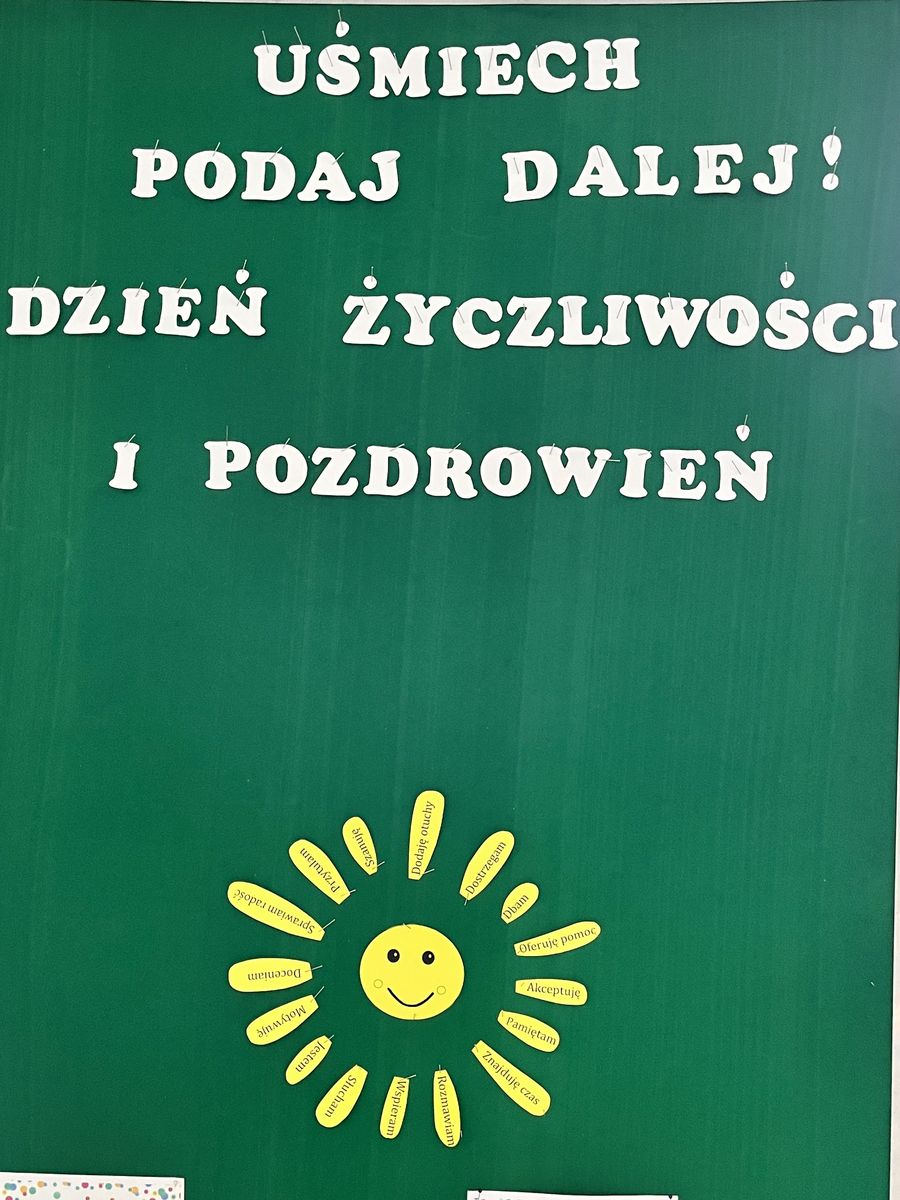 UŚMIECH
PODAJ DALEJ!
DZIEŃ ŻYCZLIWOŚCI
I POZDROWIEŃ
Dodaję otuchy
Dostrzegam
Dbam
Oferuję pomoc
Akceptuję
Pamiętam
Znajduję czas
Rozmawiam
Wspieram
Słucham
Jestem
Motywuję
Doceniam
Sprawiam radość
Przytulam
Szanuję